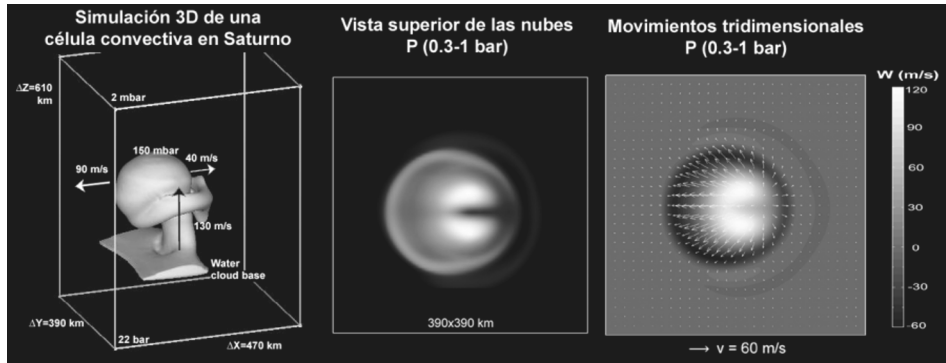 Simulación 3D de una
célula convectiva en Saturno
ΔZ=610
km
2 mbar
150 mbar
90 m/s
40 m/s
130 m/s
Water
cloud base
ΔY=390 km
22 bar
ΔX=470 km
Vista superior de las nubes
P (0.3-1 bar)
390x390 km
Movimientos tridimensionales
P (0.3-1 bar)
W (m/s)
120
90
60
30
0
-30
-60
v = 60 m/s